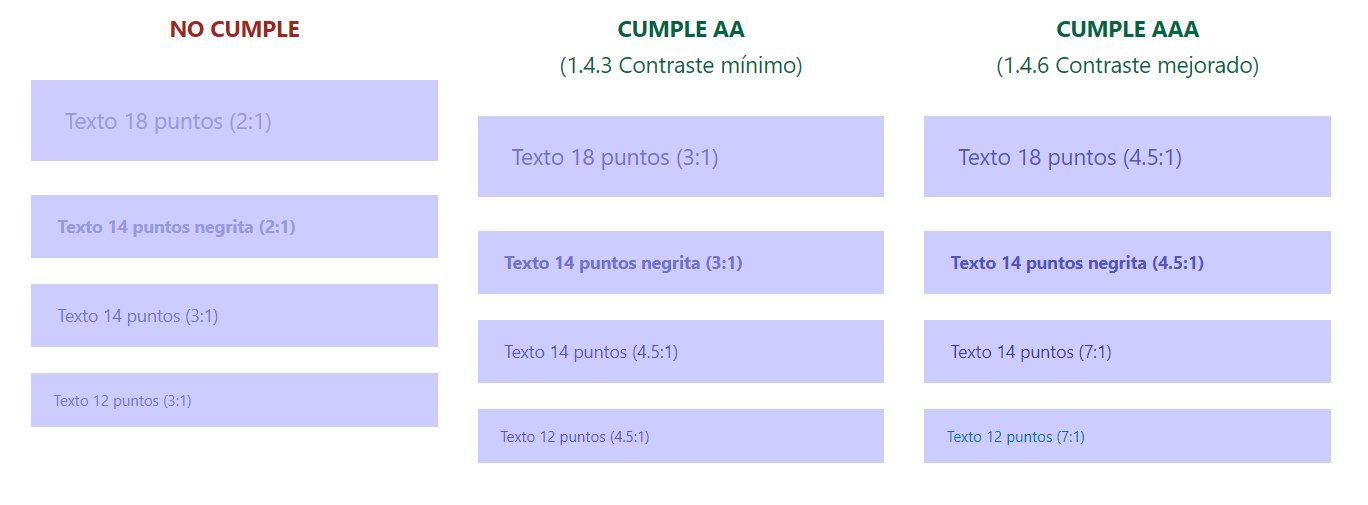 NO CUMPLE
Texto 18 puntos (2:1)
Texto 14 puntos negrita (2:1)
Texto 14 puntos (3:1)
Texto 12 puntos (3:1)
CUMPLE AA
(1.4.3 Contraste mínimo)
Texto 18 puntos (3:1)
Texto 14 puntos negrita (3:1)
Texto 14 puntos (4.5:1)
Texto 12 puntos (4.5:1)
CUMPLE AAA
(1.4.6 Contraste mejorado)
Texto 18 puntos (4.5:1)
Texto 14 puntos negrita (4.5:1)
Texto 14 puntos (7:1)
Texto 12 puntos (7:1)